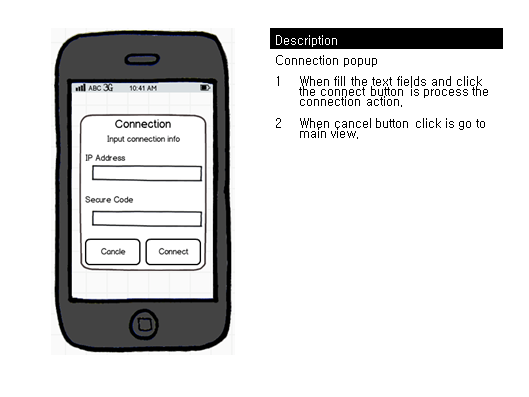 ABC 3G 10:41 AM
Connection
Input connection info
IP Address
Secure Code
Cancle Connect
Description
Connection popup
1 When fill the text fields and click
the connect button is process the
connection action.
2 When cancel button click is go to
main view.